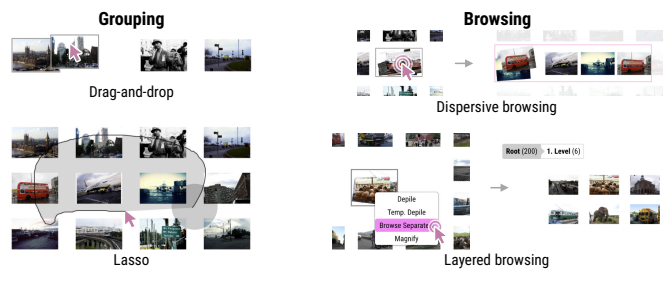 Grouping
Drag-and-drop
Lasso
Browsing
Dispersive browsing
Root (200) 1. Level (6)
Depile
Temp. Depile
Browse Separate
Magnify
Layered browsing